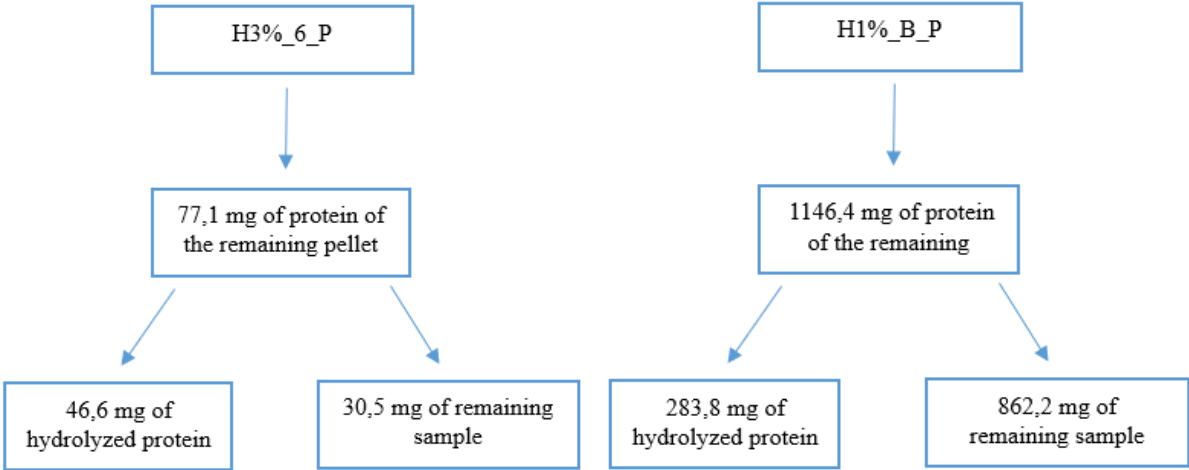 H3%_6_P
H1%_B_P
77,1 mg of protein of
the remaining pellet
1146,4 mg of protein
of the remaining
46,6 mg of
hydrolyzed protein
30,5 mg of remaining
sample
283,8 mg of
hydrolyzed protein
862,2 mg of
remaining sample